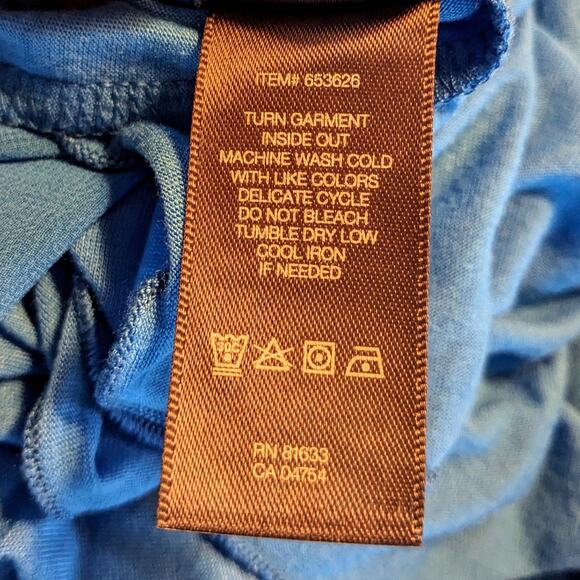 ITEM# 653626
TURN GARMENT
INSIDE OUT
MACHINE WASH COLD
WITH LIKE COLORS
DELICATE CYCLE
DO NOT BLEACH
TUMBLE DRY LOW
COOL IRON
IF NEEDED
RN 81633
CA 04754